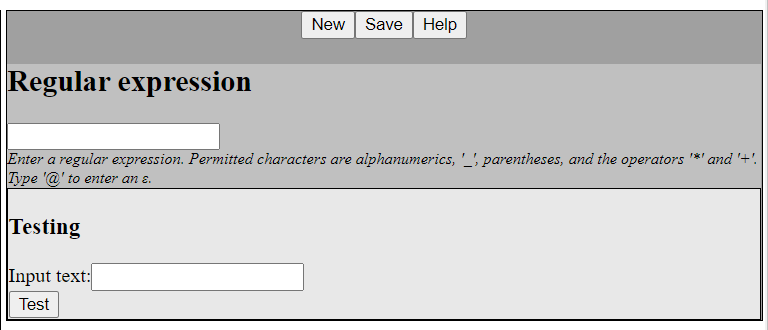 New Save Help
Regular expression
Enter a regular expression. Permitted characters are alphanumerics, '_', parentheses, and the operators '*' and '+'.
Type '@' to enter an ε.
Testing
Input text:
Test